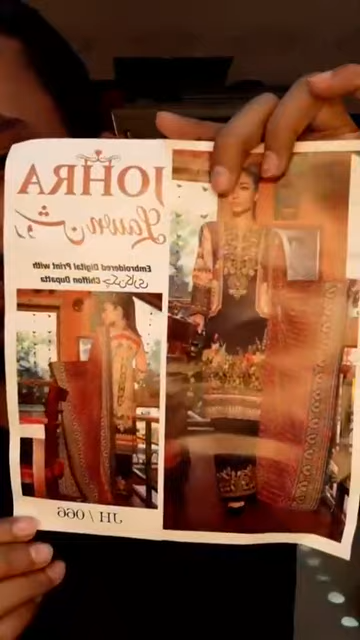 JOHRA
Lawn
Embroidered Digital Print with
Chiffon Dupatta
JH / 066